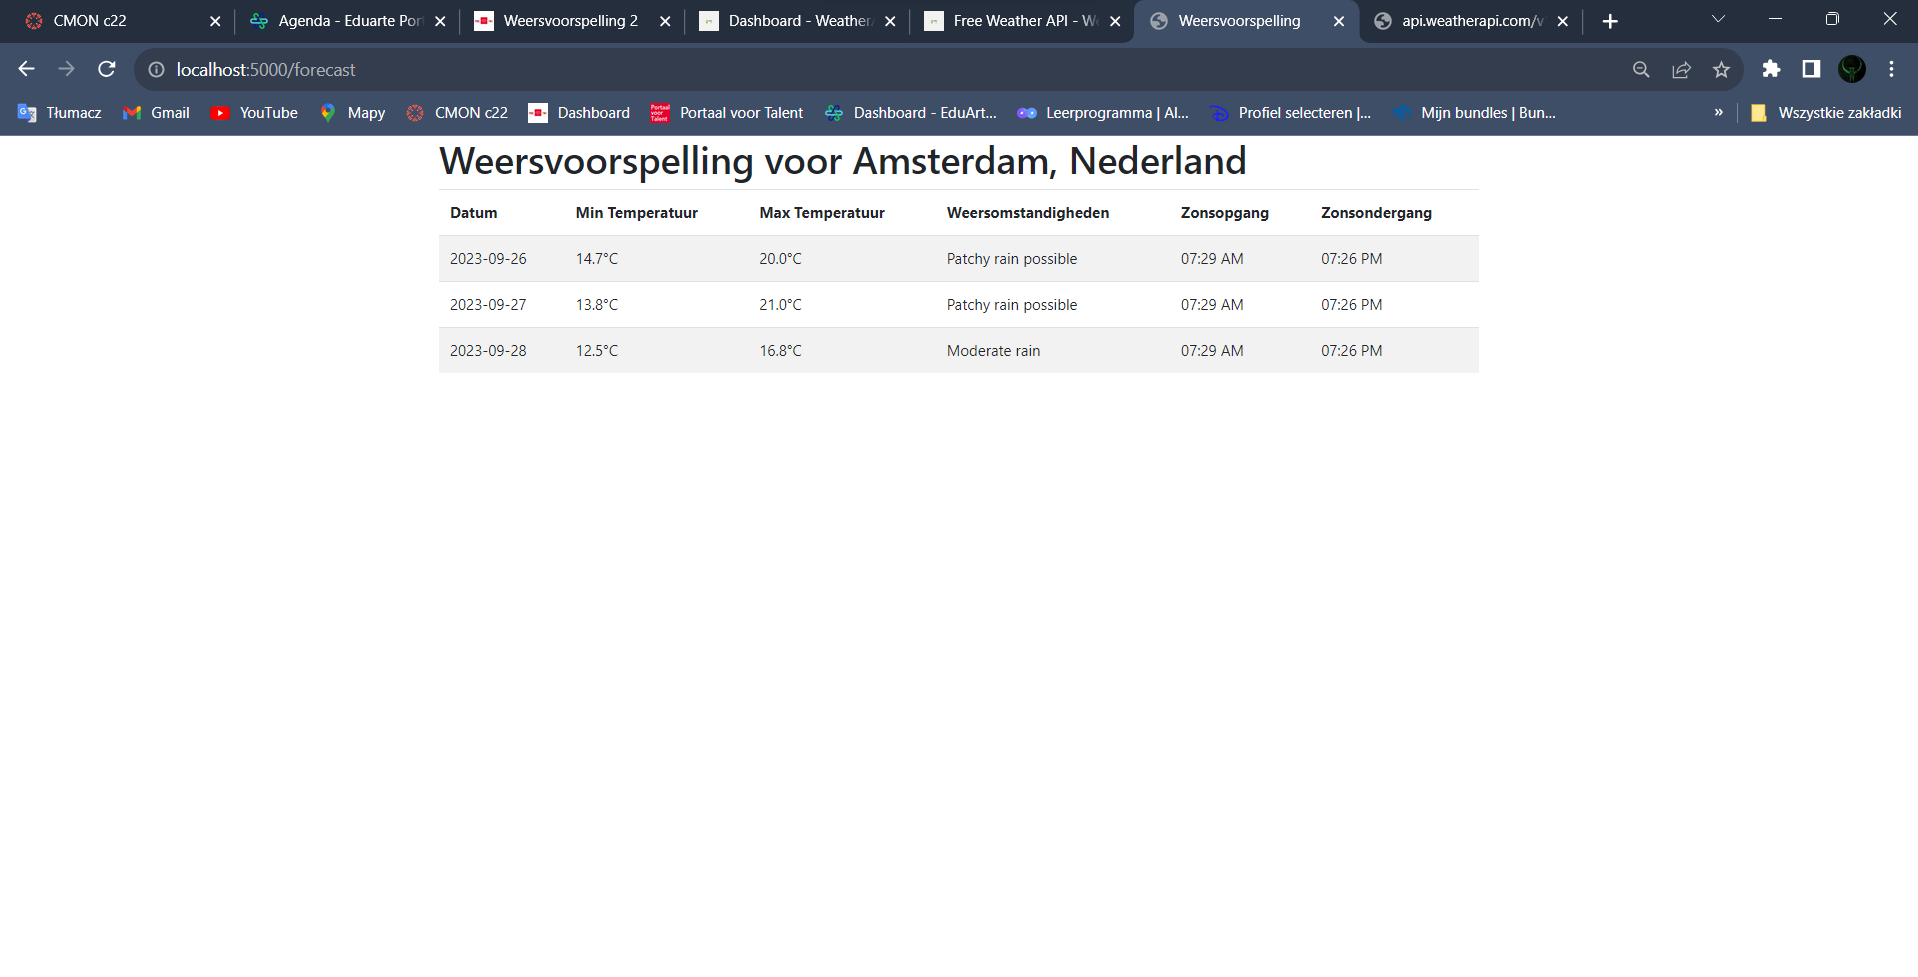 CMON c22
Agenda - Eduarte Por
Weersvoorspelling 2
Dashboard - Weather
Free Weather API - We
Weersvoorspelling
api.weatherapi.com/v
localhost:5000/forecast
Tłumacz
Gmail
YouTube
Mapy
CMON c22
Dashboard
Portaal voor Talent
Dashboard - EduArt...
Leerprogramma | Al...
Profiel selecteren |...
Mijn bundles | Bun...
»
Wszystkie zakładki
Weersvoorspelling voor Amsterdam, Nederland
Datum Min Temperatuur Max Temperatuur Weersomstandigheden Zonsopgang Zonsondergang
2023-09-26 14.7°C 20.0°C Patchy rain possible 07:29 AM 07:26 PM
2023-09-27 13.8°C 21.0°C Patchy rain possible 07:29 AM 07:26 PM
2023-09-28 12.5°C 16.8°C Moderate rain 07:29 AM 07:26 PM